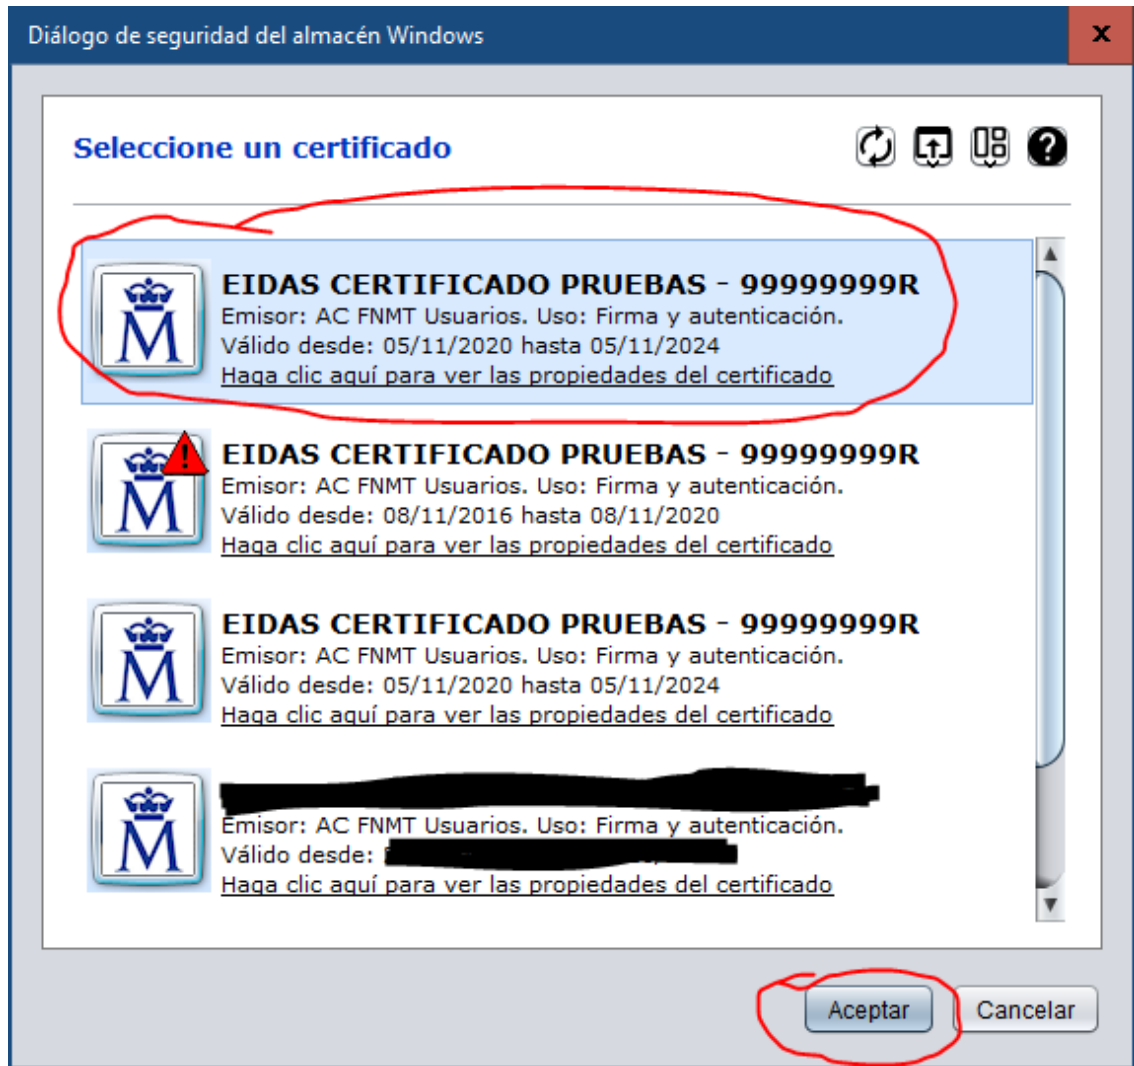 Diálogo de seguridad del almacén Windows
x
Seleccione un certificado
?
EIDAS CERTIFICADO PRUEBAS - 99999999R
Emisor: AC FNMT Usuarios. Uso: Firma y autenticación.
Válido desde: 05/11/2020 hasta 05/11/2024
Haga clic aquí para ver las propiedades del certificado
EIDAS CERTIFICADO PRUEBAS - 99999999R
Emisor: AC FNMT Usuarios. Uso: Firma y autenticación.
Válido desde: 08/11/2016 hasta 08/11/2020
Haga clic aquí para ver las propiedades del certificado
EIDAS CERTIFICADO PRUEBAS - 99999999R
Emisor: AC FNMT Usuarios. Uso: Firma y autenticación.
Válido desde: 05/11/2020 hasta 05/11/2024
Haga clic aquí para ver las propiedades del certificado
Emisor: AC FNMT Usuarios. Uso: Firma y autenticación.
Válido desde:
Haga clic aquí para ver las propiedades del certificado
Aceptar Cancelar